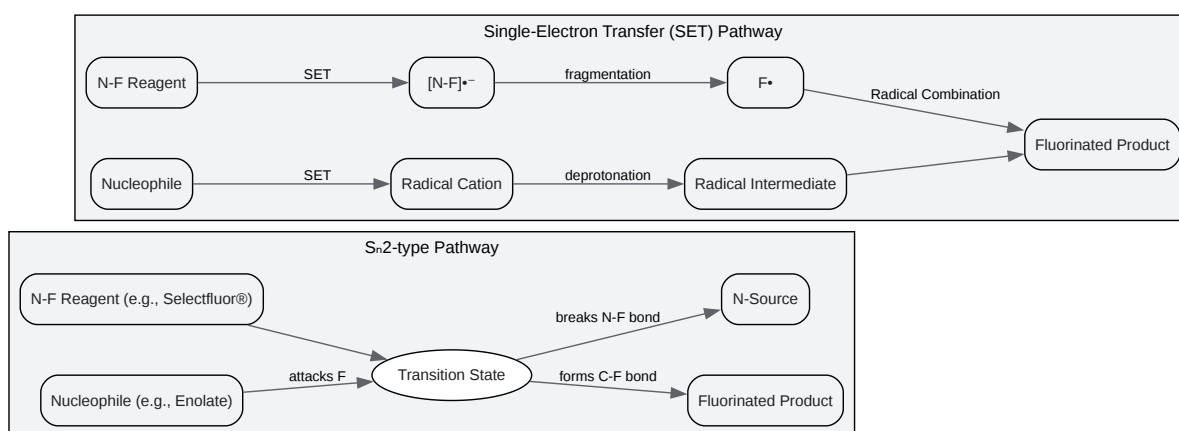 Single-Electron Transfer (SET) Pathway
N-F Reagent
SET
[N-F]•⁻
fragmentation
F•
Radical Combination
Fluorinated Product
Nucleophile
SET
Radical Cation
deprotonation
Radical Intermediate
Sₙ2-type Pathway
N-F Reagent (e.g., Selectfluor®)
breaks N-F bond
N-Source
attacks F
Transition State
forms C-F bond
Nucleophile (e.g., Enolate)
Fluorinated Product